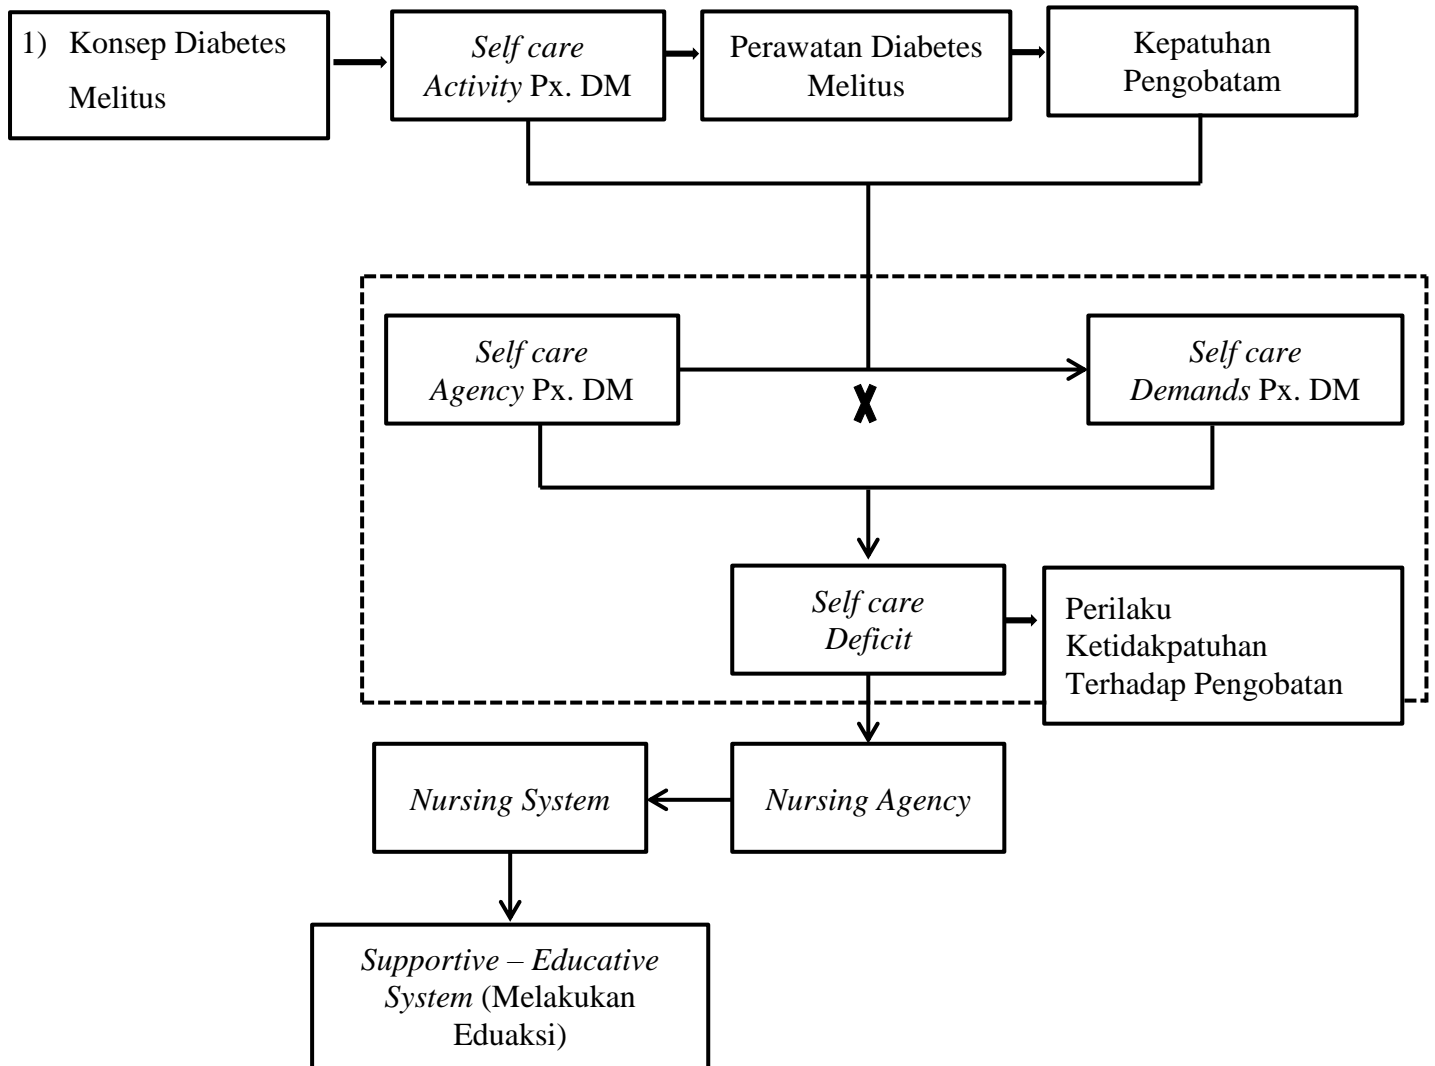 1) Konsep Diabetes
Melitus
Self care
Activity Px. DM
Perawatan Diabetes
Melitus
Kepatuhan
Pengobatam
Self care
Agency Px. DM
Self care
Demands Px. DM
X
Self care
Deficit
Perilaku
Ketidakpatuhan
Terhadap Pengobatan
Nursing System
Nursing Agency
Supportive – Educative
System (Melakukan
Eduaksi)